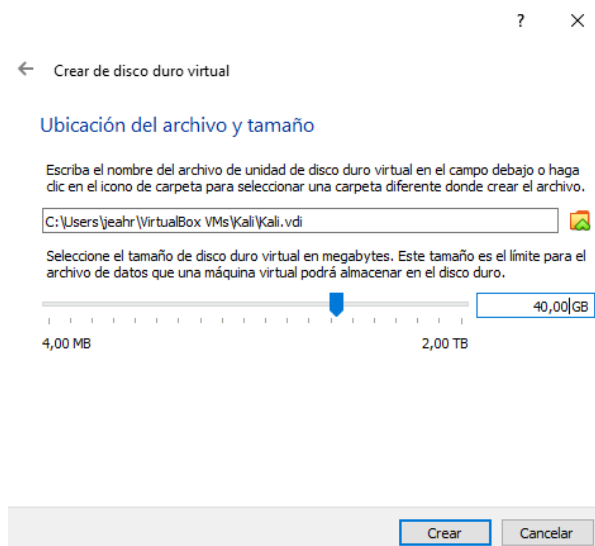 ?
Crear de disco duro virtual
Ubicación del archivo y tamaño
Escriba el nombre del archivo de unidad de disco duro virtual en el campo debajo o haga
clic en el icono de carpeta para seleccionar una carpeta diferente donde crear el archivo.
C:\Users\jeahr\VirtualBox VMs\Kali\Kali.vdi
Seleccione el tamaño de disco duro virtual en megabytes. Este tamaño es el límite para el
archivo de datos que una máquina virtual podrá almacenar en el disco duro.
40,00 GB
4,00 MB 2,00 TB
Crear Cancelar